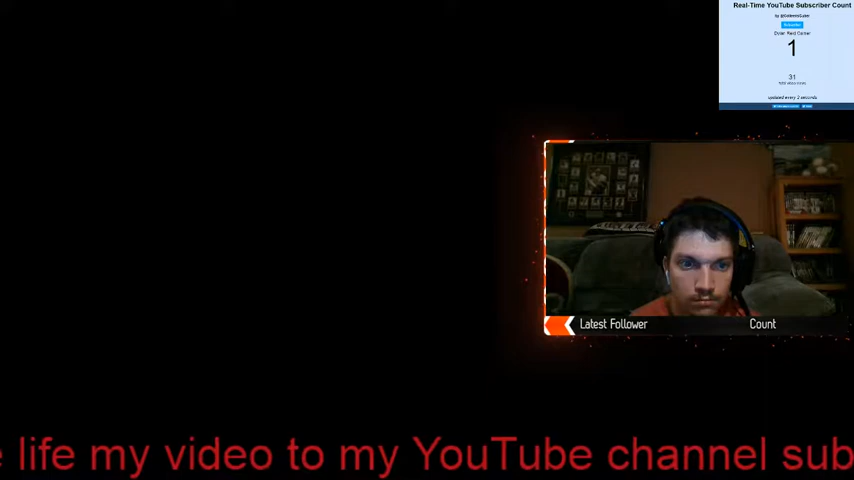 Real-Time YouTube Subscriber Count
1
31
updated every 2 seconds
Latest Follower Count
life my video to my YouTube channel sub